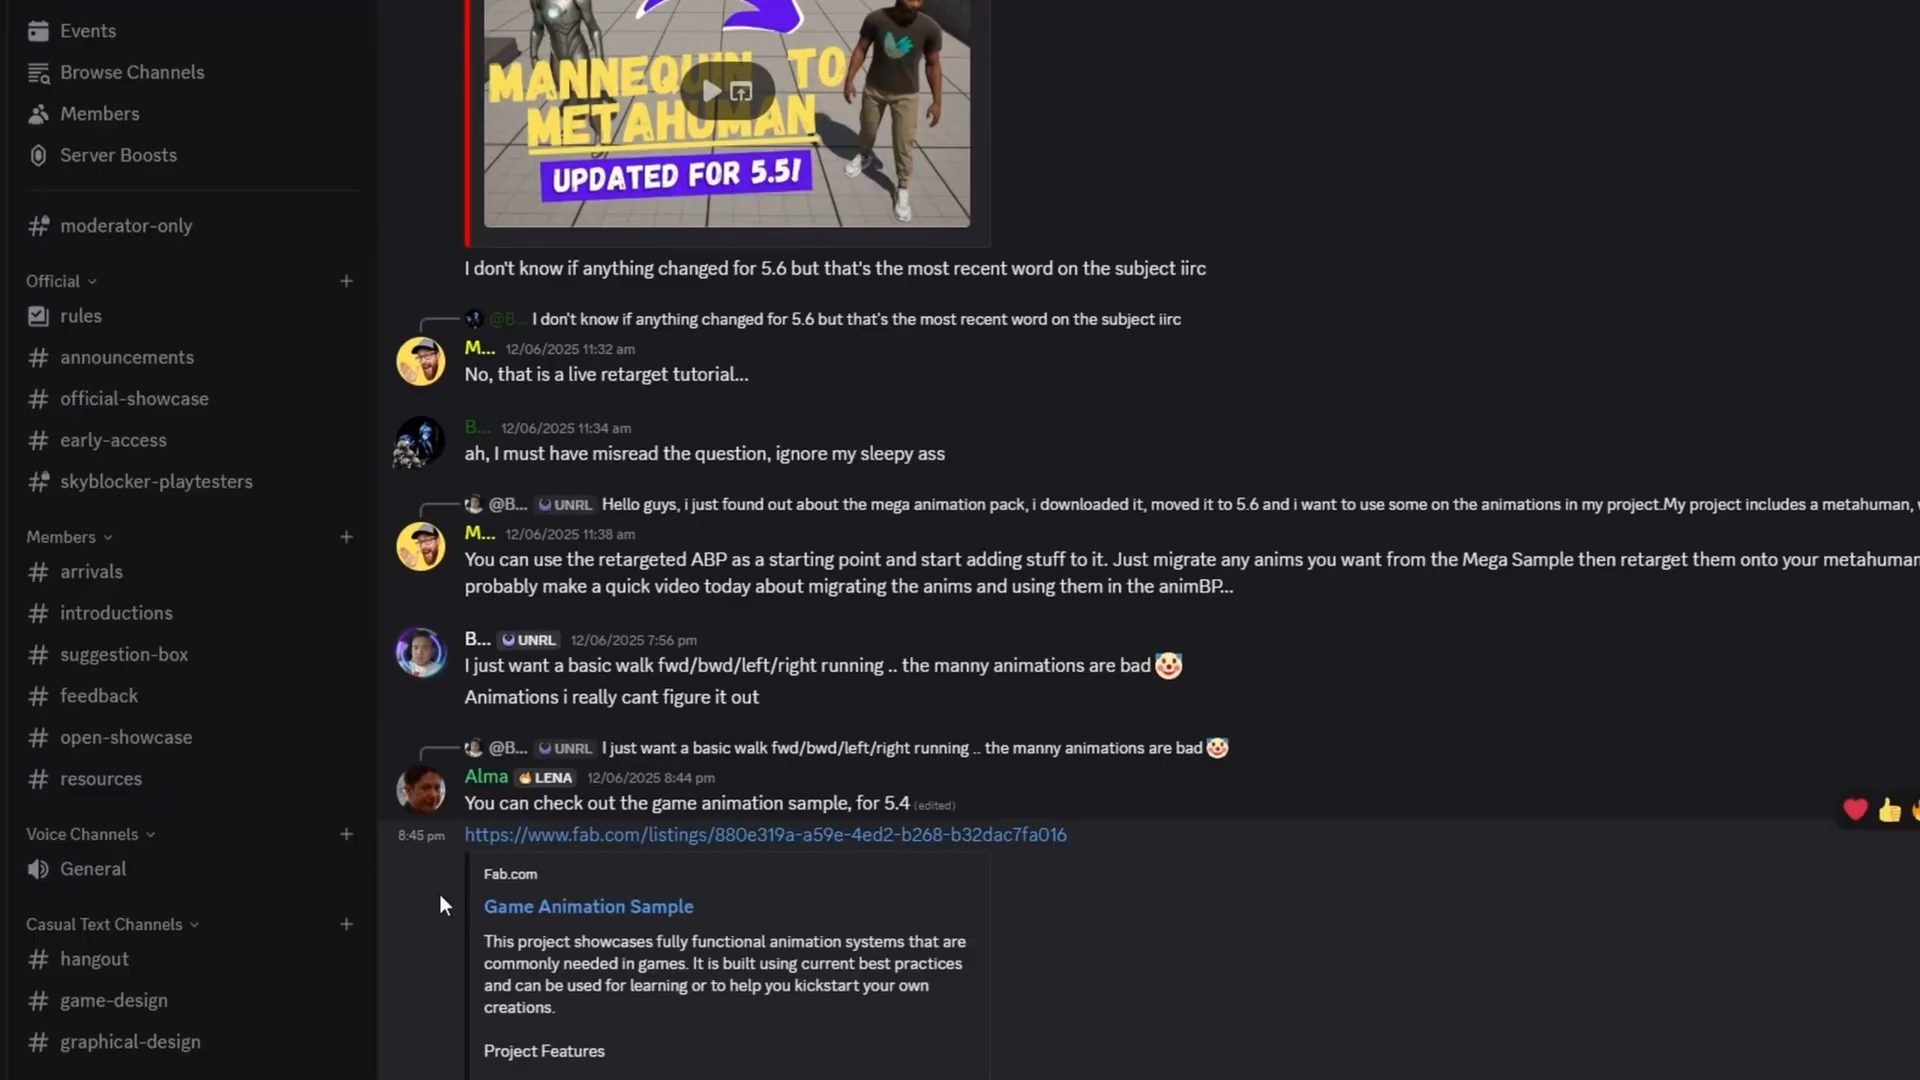 Events
Browse Channels
Members
Server Boosts
moderator-only
Official
rules
announcements
official-showcase
early-access
skyblocker-playtesters
Members
arrivals
introductions
suggestion-box
feedback
open-showcase
resources
Voice Channels
General
Casual Text Channels
hangout
game-design
graphical-design
MANNEQUIN TO
METAHUMAN
UPDATED FOR 5.5!
I don't know if anything changed for 5.6 but that's the most recent word on the subject iirc
@B... I don't know if anything changed for 5.6 but that's the most recent word on the subject iirc
M... 12/06/2025 11:32 am
No, that is a live retarget tutorial...
B... 12/06/2025 11:34 am
ah, I must have misread the question, ignore my sleepy ass
@B... UNRL Hello guys, i just found out about the mega animation pack, i downloaded it, moved it to 5.6 and i want to use some on the animations in my project.My project includes a metahuman,
M... 12/06/2025 11:38 am
You can use the retargeted ABP as a starting point and start adding stuff to it. Just migrate any anims you want from the Mega Sample then retarget them onto your metahuman
probably make a quick video today about migrating the anims and using them in the animBP...
B... UNRL 12/06/2025 7:56 pm
I just want a basic walk fwd/bwd/left/right running .. the manny animations are bad 🤡
Animations i really cant figure it out
@B... UNRL I just want a basic walk fwd/bwd/left/right running .. the manny animations are bad 🤡
Alma LENA 12/06/2025 8:44 pm
You can check out the game animation sample, for 5.4 (edited)
8:45 pm https://www.fab.com/listings/880e319a-a59e-4ed2-b268-b32dac7fa016
Fab.com
Game Animation Sample
This project showcases fully functional animation systems that are
commonly needed in games. It is built using current best practices
and can be used for learning or to help you kickstart your own
creations.
Project Features